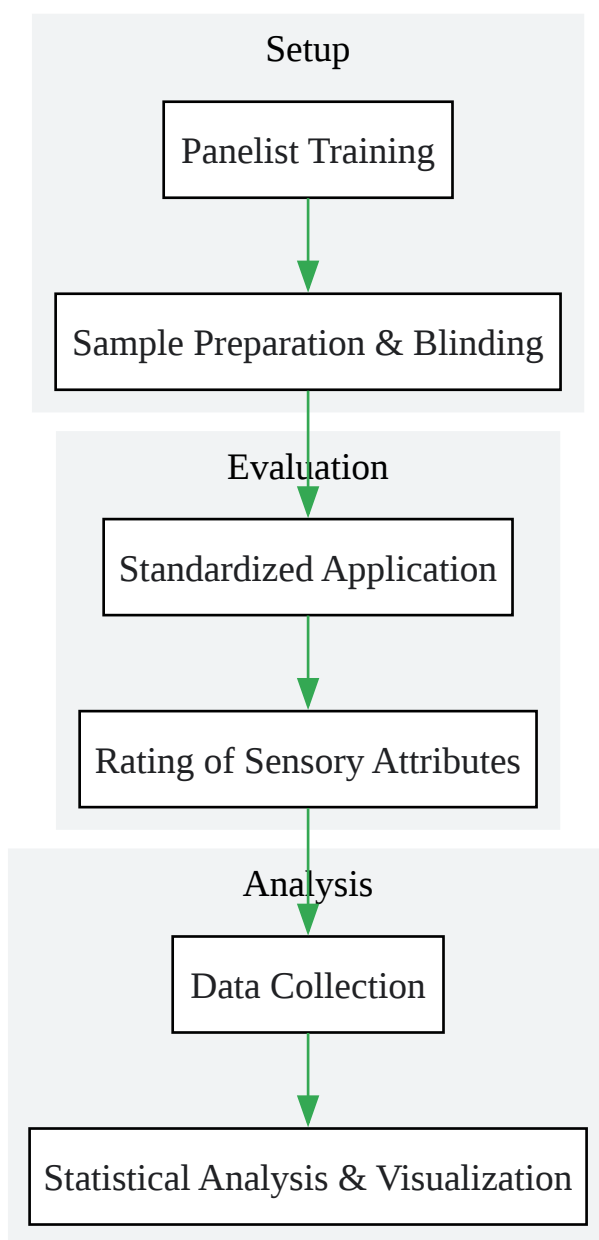 Setup
Panelist Training
Sample Preparation & Blinding
Evaluation
Standardized Application
Rating of Sensory Attributes
Analysis
Data Collection
Statistical Analysis & Visualization